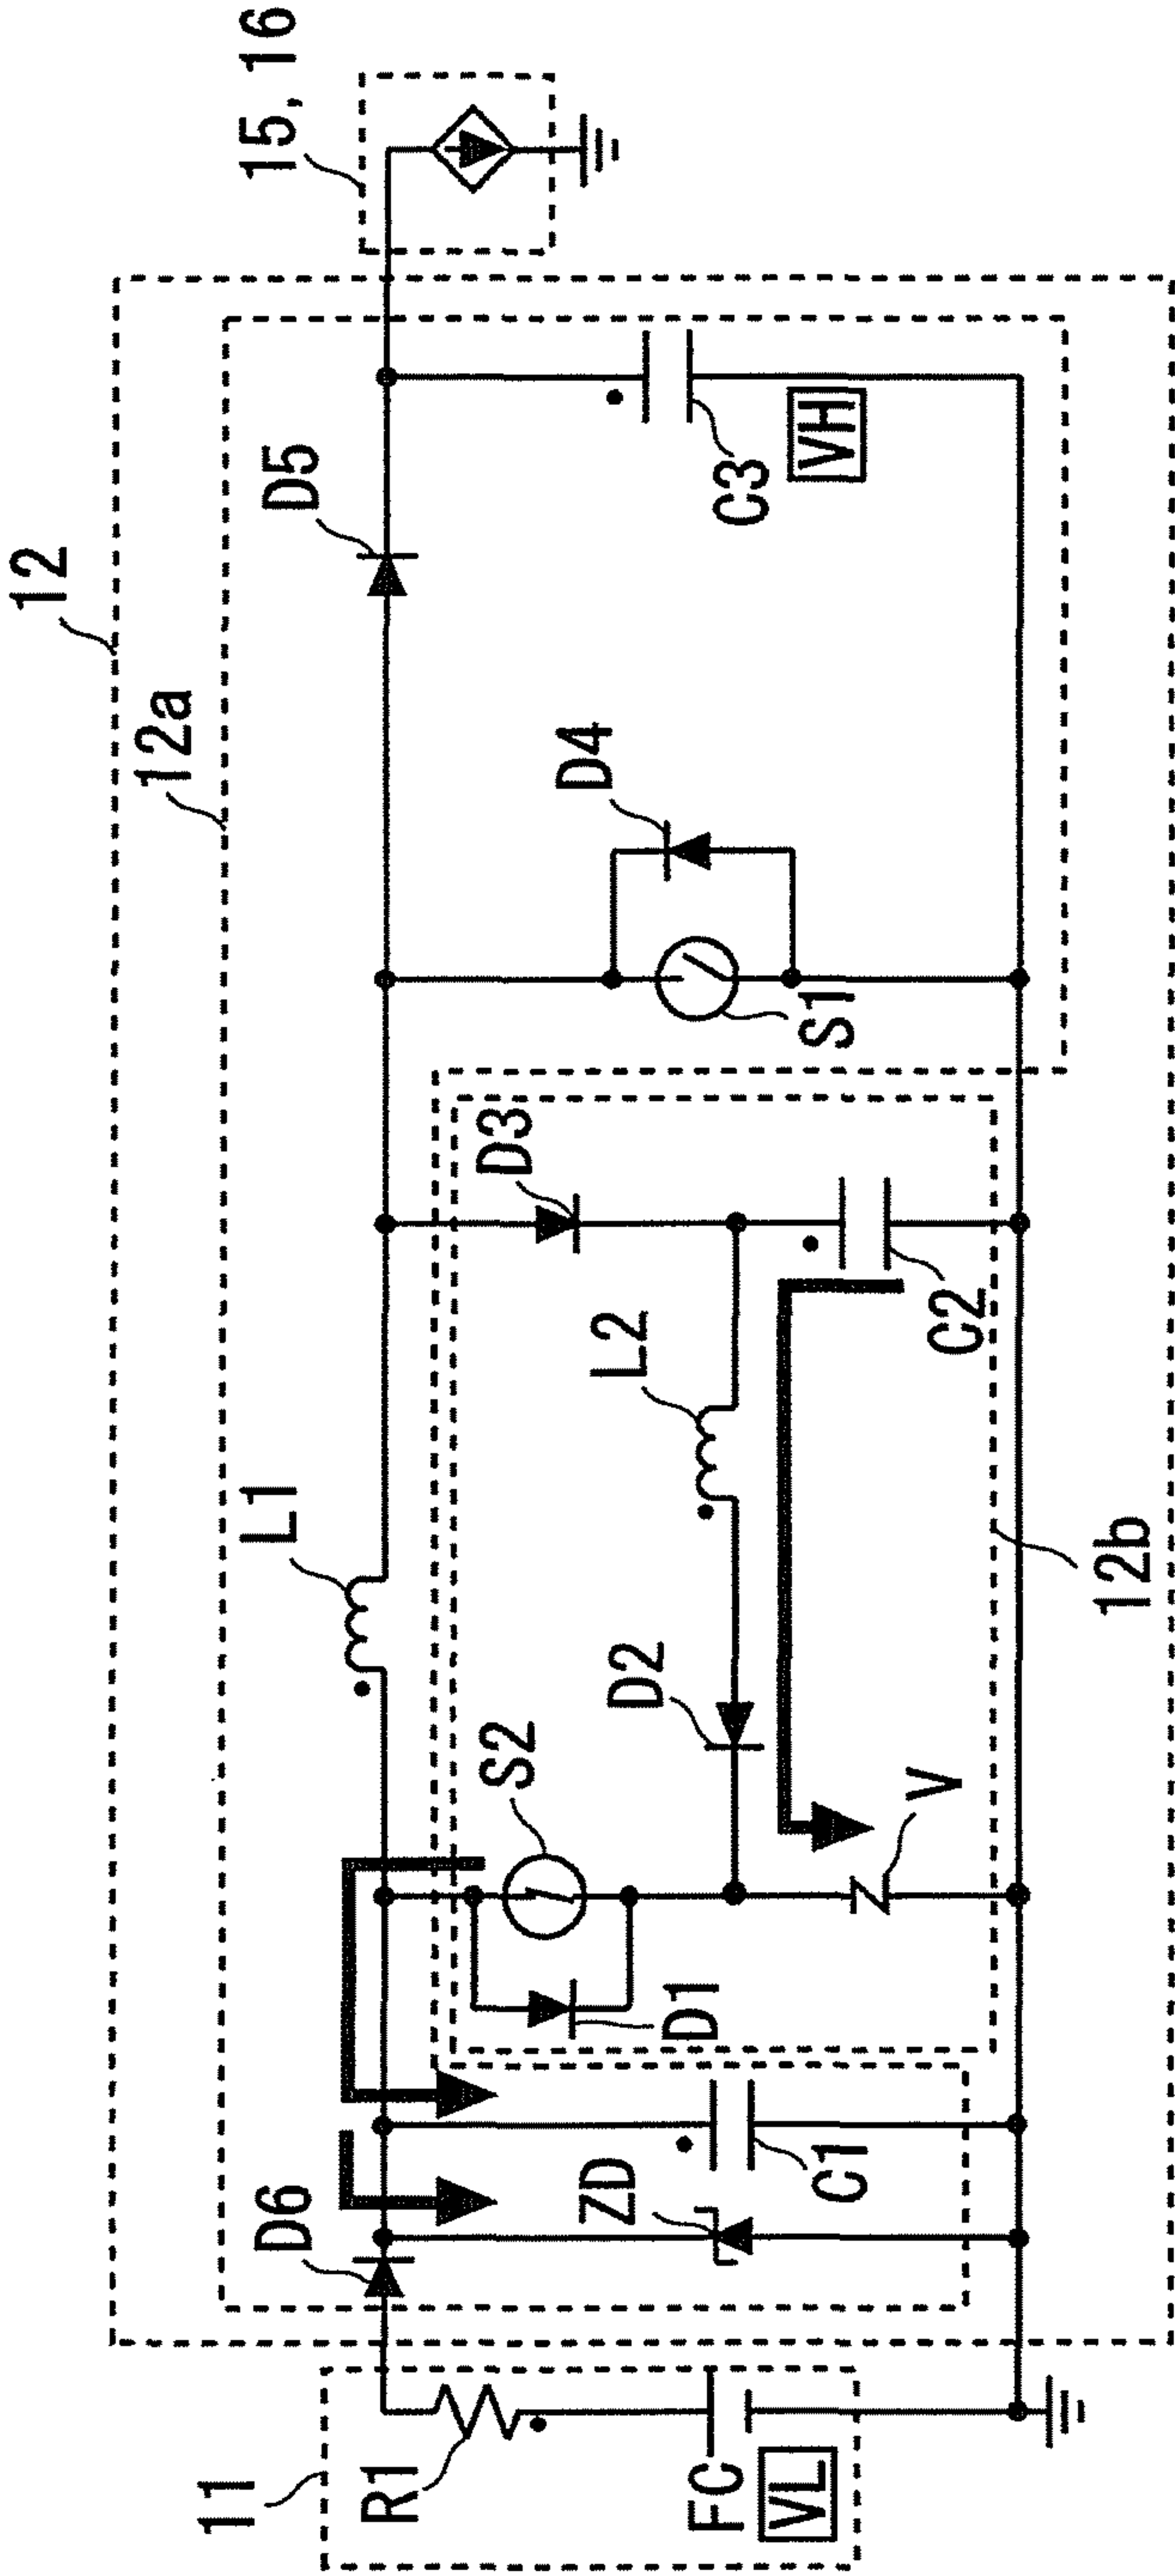 12
12a
15, 16
D5
L1
D4
C3
VH
S1
D3
L2
C2
D2
S2
V
12b
D1
D6
ZD
C1
11
R1
FC
VL